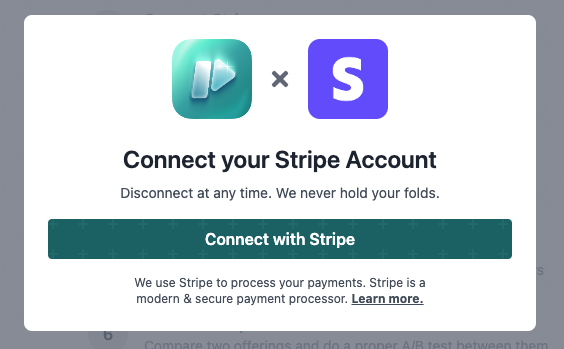 S
Connect your Stripe Account
Disconnect at any time. We never hold your folds.
Connect with Stripe
We use Stripe to process your payments. Stripe is a
modern & secure payment processor. Learn more.
6
Compare two offerings and do a proper A/B test between them